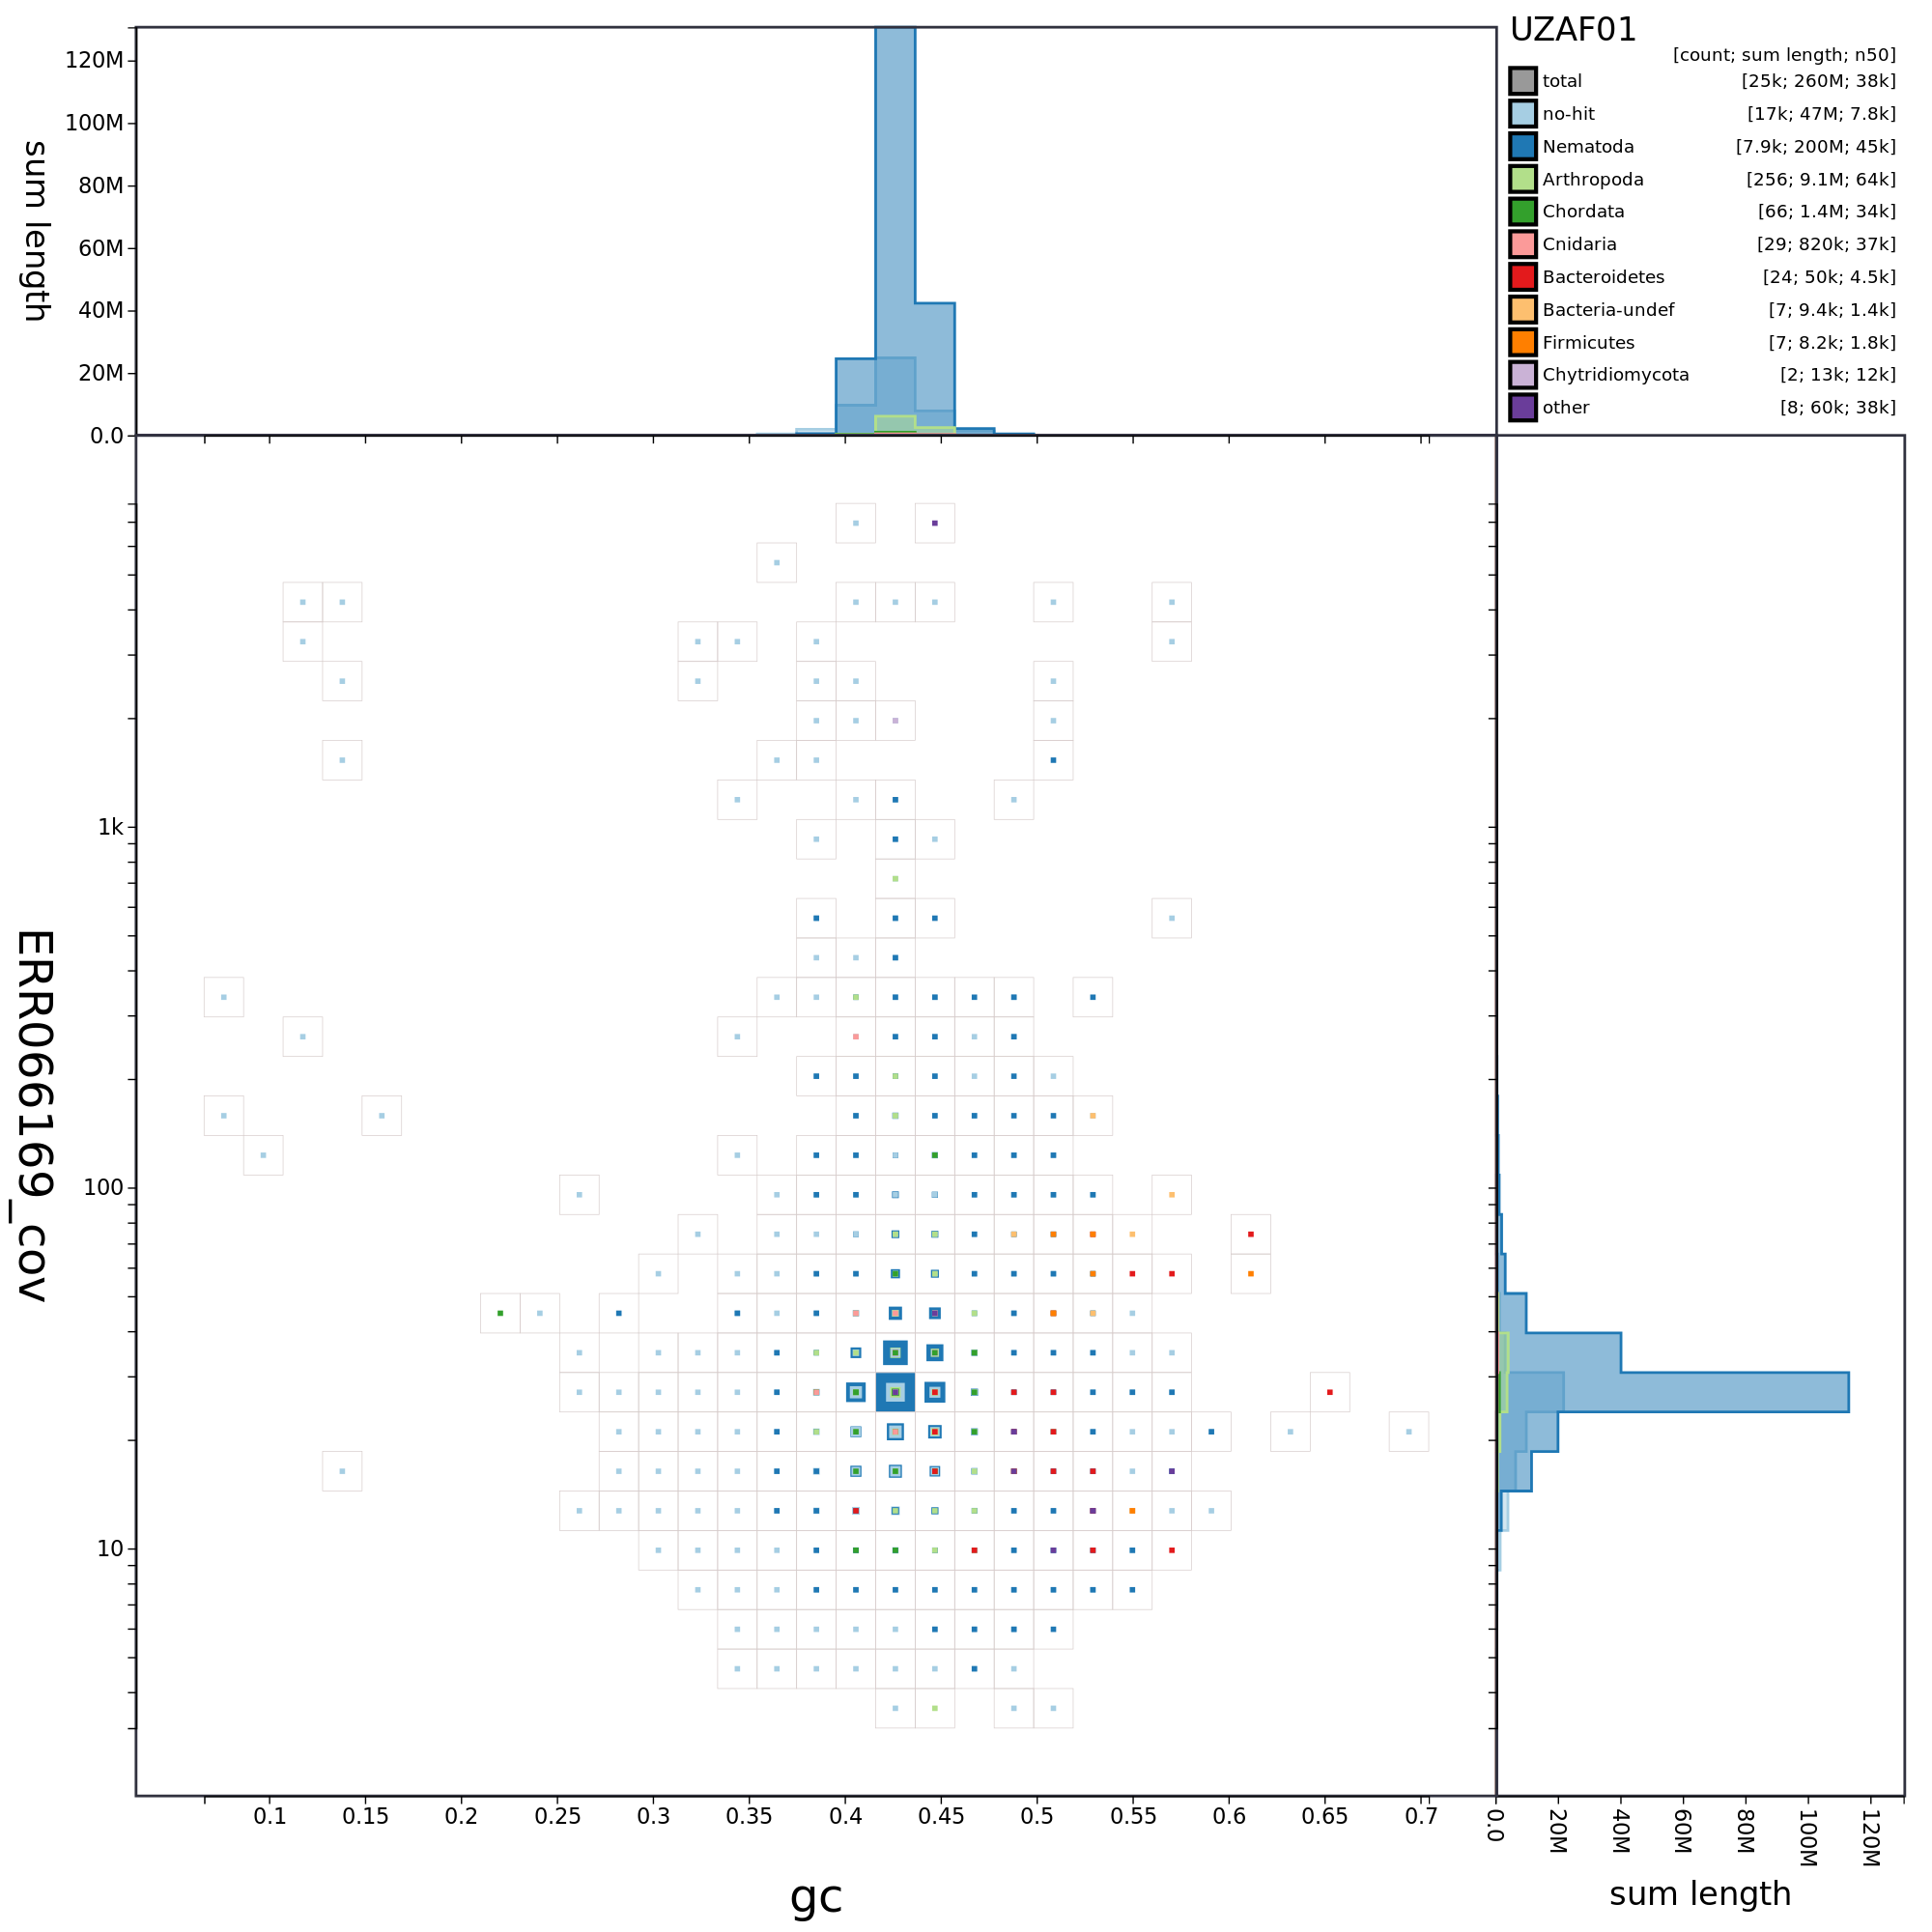 UZAF01
[count; sum length; n50]
total [25k; 260M; 38k]
no-hit [17k; 47M; 7.8k]
Nematoda [7.9k; 200M; 45k]
Arthropoda [256; 9.1M; 64k]
Chordata [66; 1.4M; 34k]
Cnidaria [29; 820k; 37k]
Bacteroidetes [24; 50k; 4.5k]
Bacteria-undef [7; 9.4k; 1.4k]
Firmicutes [7; 8.2k; 1.8k]
Chytridiomycota [2; 13k; 12k]
other [8; 60k; 38k]
sum length
120M
100M
80M
60M
40M
20M
0.0
ERR066169_cov
1k
100
10
0.1 0.15 0.2 0.25 0.3 0.35 0.4 0.45 0.5 0.55 0.6 0.65 0.7
gc
0.0 20M 40M 60M 80M 100M 120M
sum length